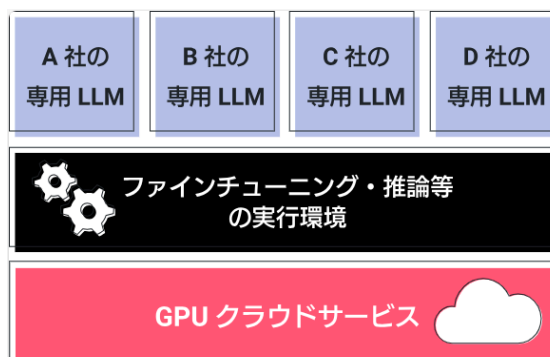 A 社の
専用 LLM
B 社の
専用 LLM
C 社の
専用 LLM
D 社の
専用 LLM
ファインチューニング・推論等
の実行環境
GPU クラウドサービス